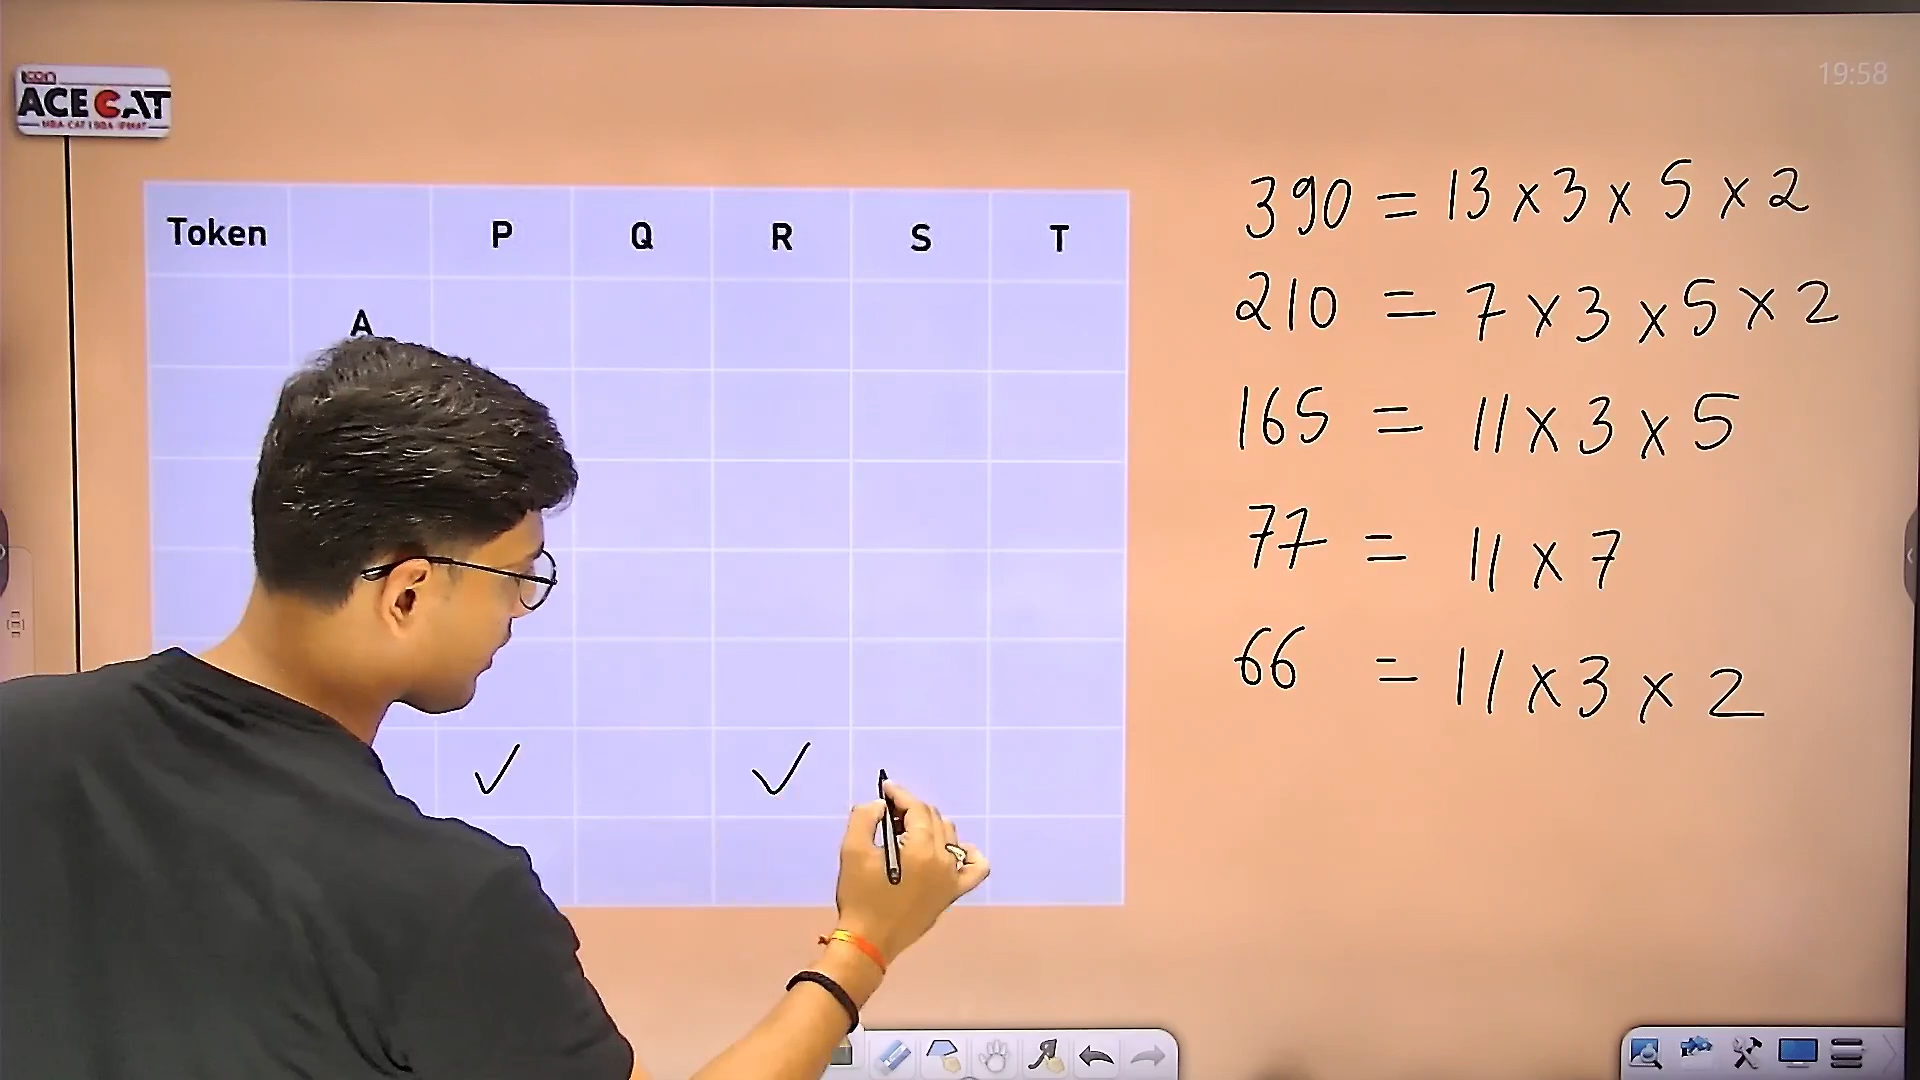 ICON
ACE CAT
19:58
Token P Q R S T
A
✓ ✓
390 = 13 × 3 × 5 × 2
210 = 7 × 3 × 5 × 2
165 = 11 × 3 × 5
77 = 11 × 7
66 = 11 × 3 × 2